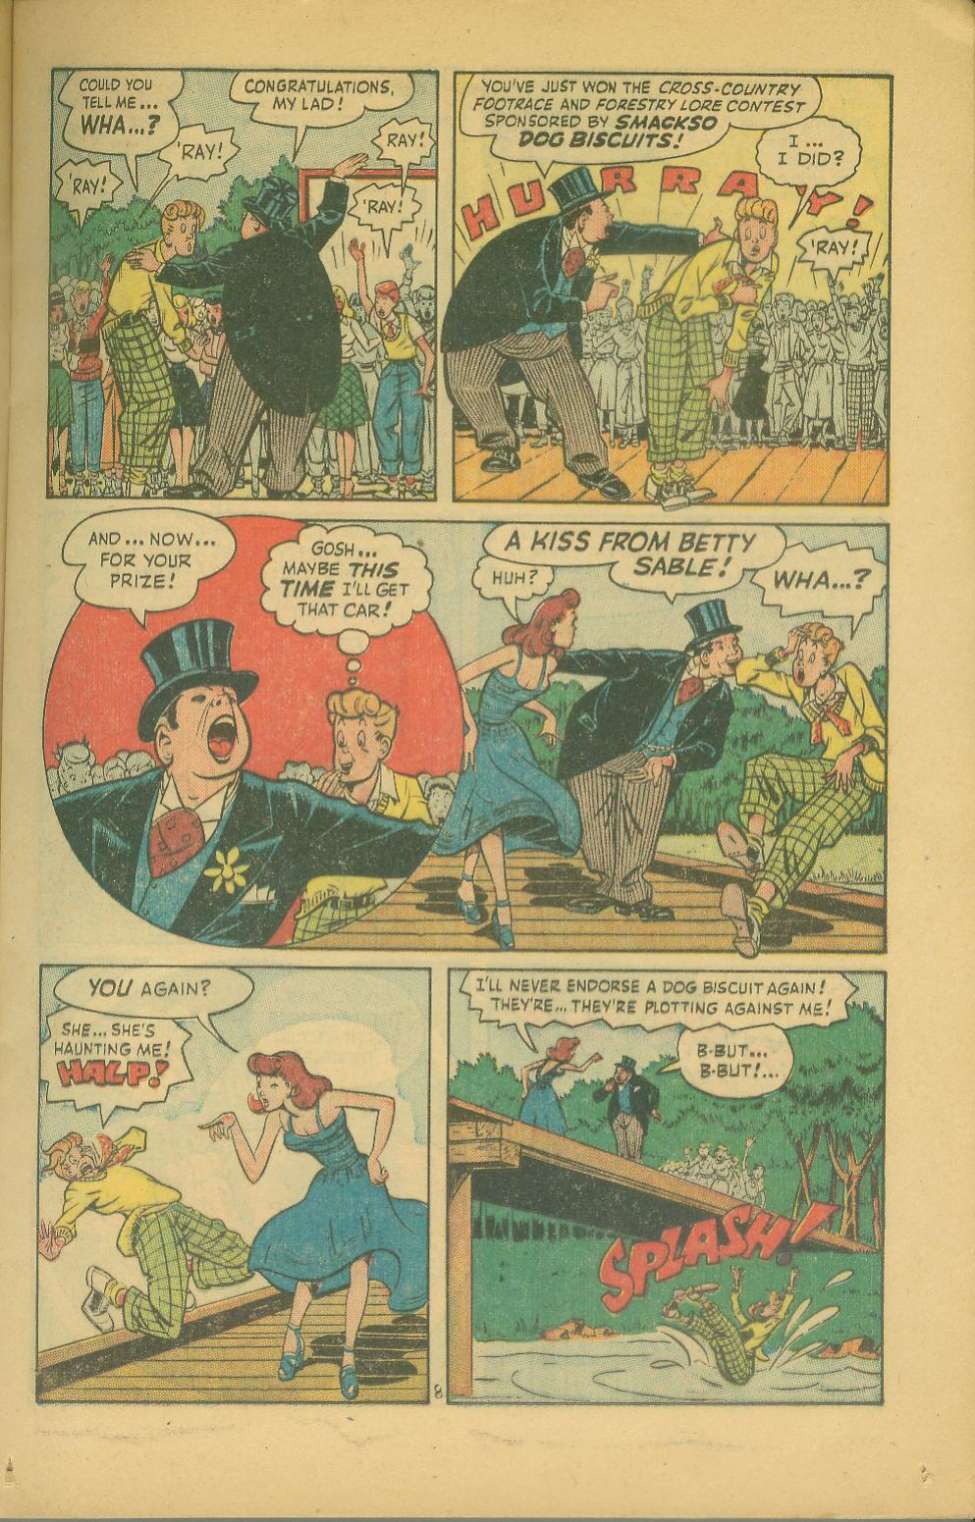 COULD YOU
TELL ME...
WHA...?
CONGRATULATIONS,
MY LAD!
'RAY!
'RAY!
RAY!
'RAY!
YOU'VE JUST WON THE CROSS-COUNTRY
FOOTRACE AND FORESTRY LORE CONTEST
SPONSORED BY SMACKSO
DOG BISCUITS!
I...
I DID?
HURRAY!
'RAY!
AND... NOW...
FOR YOUR
PRIZE!
GOSH...
MAYBE THIS
TIME I'LL GET
THAT CAR!
HUH?
A KISS FROM BETTY
SABLE!
WHA...?
YOU AGAIN?
SHE... SHE'S
HAUNTING ME!
HALP!
I'LL NEVER ENDORSE A DOG BISCUIT AGAIN!
THEY'RE... THEY'RE PLOTTING AGAINST ME!
B-BUT...
B-BUT!...
SPLASH!
8